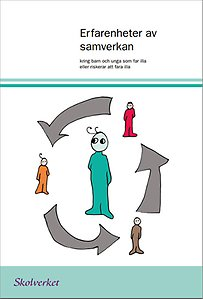 Erfarenheter av
samverkan
kring barn och unga som far illa
eller riskerar att fara illa
Skolverket